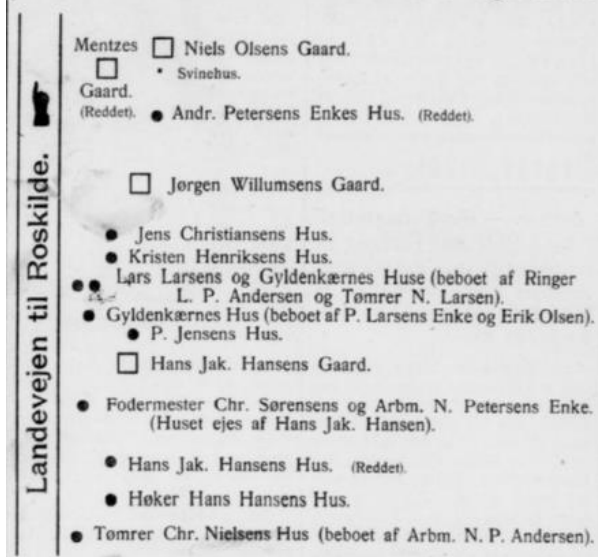 Mentzes
Gaard.
(Reddet).
Niels Olsens Gaard.
Svinehus.
Andr. Petersens Enkes Hus. (Reddet).
Jørgen Willumsens Gaard.
Jens Christiansens Hus.
Kristen Henriksens Hus.
Lars Larsens og Gyldenkærnes Huse (beboet af Ringer
L. P. Andersen og Tømrer N. Larsen).
Gyldenkærnes Hus (beboet af P. Larsens Enke og Erik Olsen).
P. Jensens Hus.
Hans Jak. Hansens Gaard.
Fodermester Chr. Sørensens og Arbm. N. Petersens Enke.
(Huset ejes af Hans Jak. Hansen).
Hans Jak. Hansens Hus. (Reddet).
Høker Hans Hansens Hus.
Tømrer Chr. Nielsens Hus (beboet af Arbm. N. P. Andersen).
Landevejen til Roskilde.